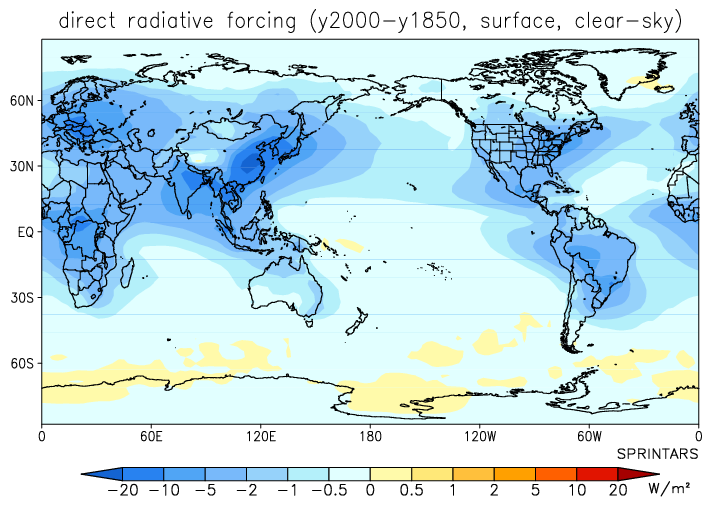 direct radiative forcing (y2000−y1850, surface, clear−sky)
60N
30N
EQ
30S
60S
0 60E 120E 180 120W 60W 0
SPRINTARS
−20 −10 −5 −2 −1 −0.5 0 0.5 1 2 5 10 20 W/m²